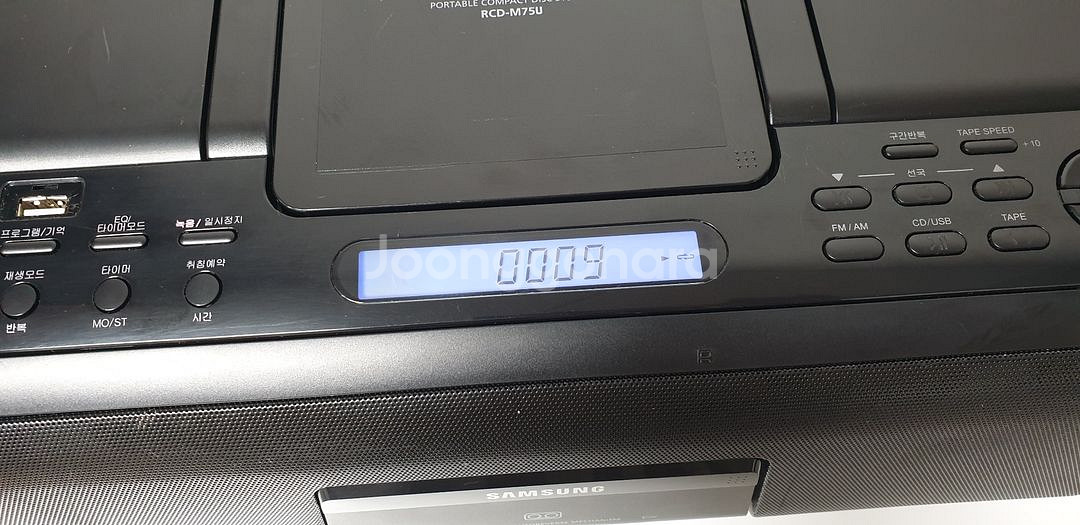 PORTABLE COMPACT DISC
RCD-M75U
구간반복
TAPE SPEED
+10
선국
EQ/
타이머모드
녹음/일시정지
프로그램/기억
FM/AM
CD/USB
TAPE
Joonggonara
0009
재생모드
타이머
취침예약
반복
MO/ST
시간
SAMSUNG